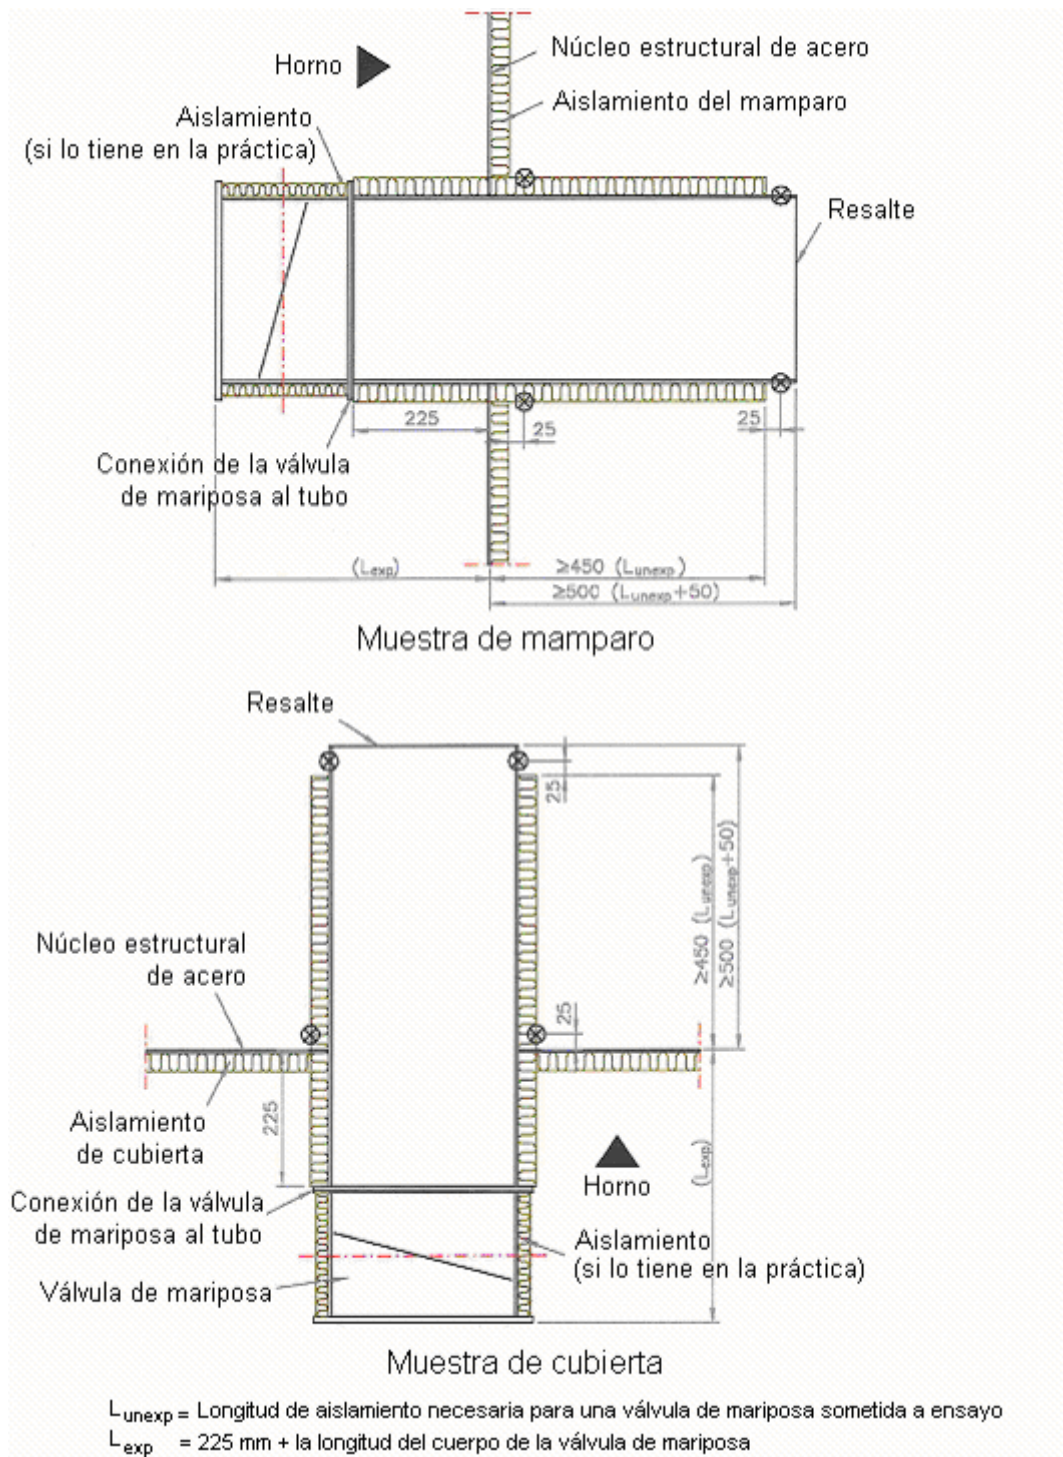 Horno
Núcleo estructural de acero
Aislamiento del mamparo
Aislamiento
(si lo tiene en la práctica)
Resalte
225
25
25
Conexión de la válvula
de mariposa al tubo
(Lexp)
≥450 (Lunexp)
≥500 (Lunexp+50)
Muestra de mamparo
Resalte
25
≥450 (Lunexp)
≥500 (Lunexp+50)
Núcleo estructural
de acero
25
225
Aislamiento
de cubierta
Horno
(Lexp)
Conexión de la válvula
de mariposa al tubo
Aislamiento
(si lo tiene en la práctica)
Válvula de mariposa
Muestra de cubierta
Lunexp = Longitud de aislamiento necesaria para una válvula de mariposa sometida a ensayo
Lexp = 225 mm + la longitud del cuerpo de la válvula de mariposa